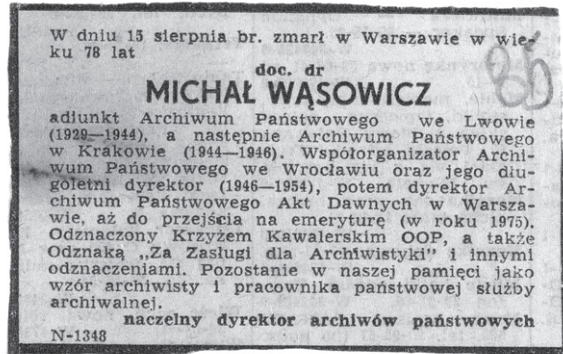 W dniu 15 sierpnia br. zmarł w Warszawie w wie-
ku 78 lat
doc. dr
MICHAŁ WĄSOWICZ
adiunkt Archiwum Państwowego we Lwowie
(1929—1944), a następnie Archiwum Państwowego
w Krakowie (1944—1946). Współorganizator Archi-
wum Państwowego we Wrocławiu oraz jego dłu-
goletni dyrektor (1946—1954), potem dyrektor Ar-
chiwum Państwowego Akt Dawnych w Warsza-
wie, aż do przejścia na emeryturę (w roku 1975).
Odznaczony Krzyżem Kawalerskim OOP, a także
Odznaką „Za Zasługi dla Archiwistyki" i innymi
odznaczeniami. Pozostanie w naszej pamięci jako
wzór archiwisty i pracownika państwowej służby
archiwalnej.
naczelny dyrektor archiwów państwowych
N-1348